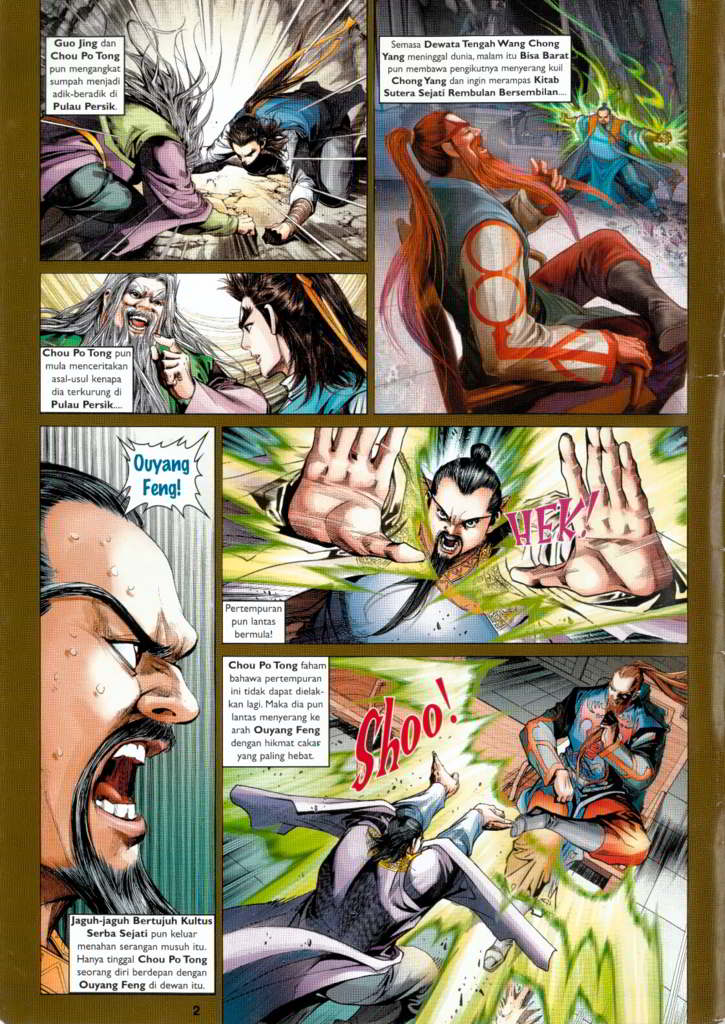 Guo Jing dan
Chou Po Tong
pun mengangkat
sumpah menjadi
adik-beradik di
Pulau Persik.
Semasa Dewata Tengah Wang Chong
Yang meninggal dunia, malam itu Bisa Barat
pun membawa pengikutnya menyerang kuil
Chong Yang dan ingin merampas Kitab
Sutera Sejati Rembulan Bersembilan....
Chou Po Tong pun
mula menceritakan
asal-usul kenapa
dia terkurung di
Pulau Persik....
Ouyang
Feng!
HEK!
Pertempuran
pun lantas
bermula!
Chou Po Tong faham
bahawa pertempuran
ini tidak dapat dielak-
kan lagi. Maka dia pun
lantas menyerang ke
arah Ouyang Feng
dengan hikmat cakar
yang paling hebat.
Shoo!
Jaguh-jaguh Bertujuh Kultus
Serba Sejati pun keluar
menahan serangan musuh itu.
Hanya tinggal Chou Po Tong
seorang diri berdepan dengan
Ouyang Feng di dewan itu.
2